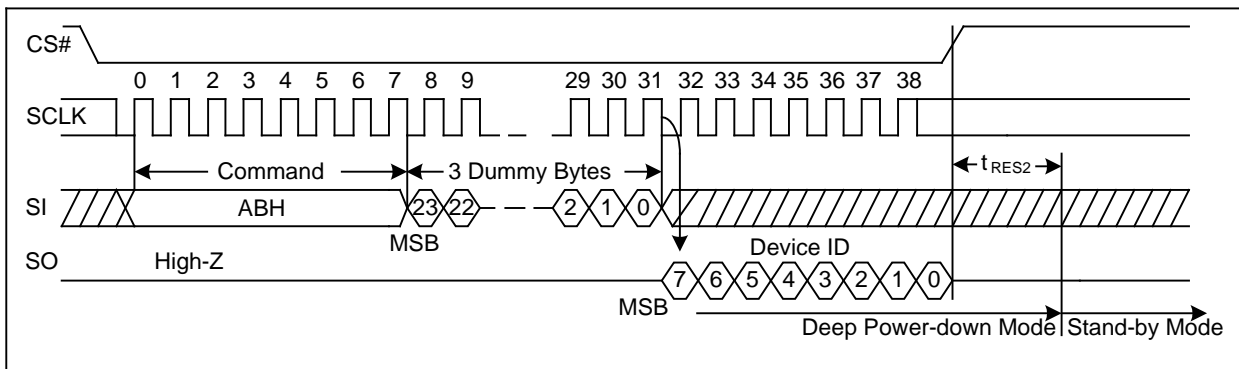 CS#
0 1 2 3 4 5 6 7 8 9 29 30 31 32 33 34 35 36 37 38
SCLK
Command 3 Dummy Bytes tRES2
SI ABH 23 22 2 1 0
MSB
SO High-Z Device ID
7 6 5 4 3 2 1 0
MSB
Deep Power-down Mode Stand-by Mode